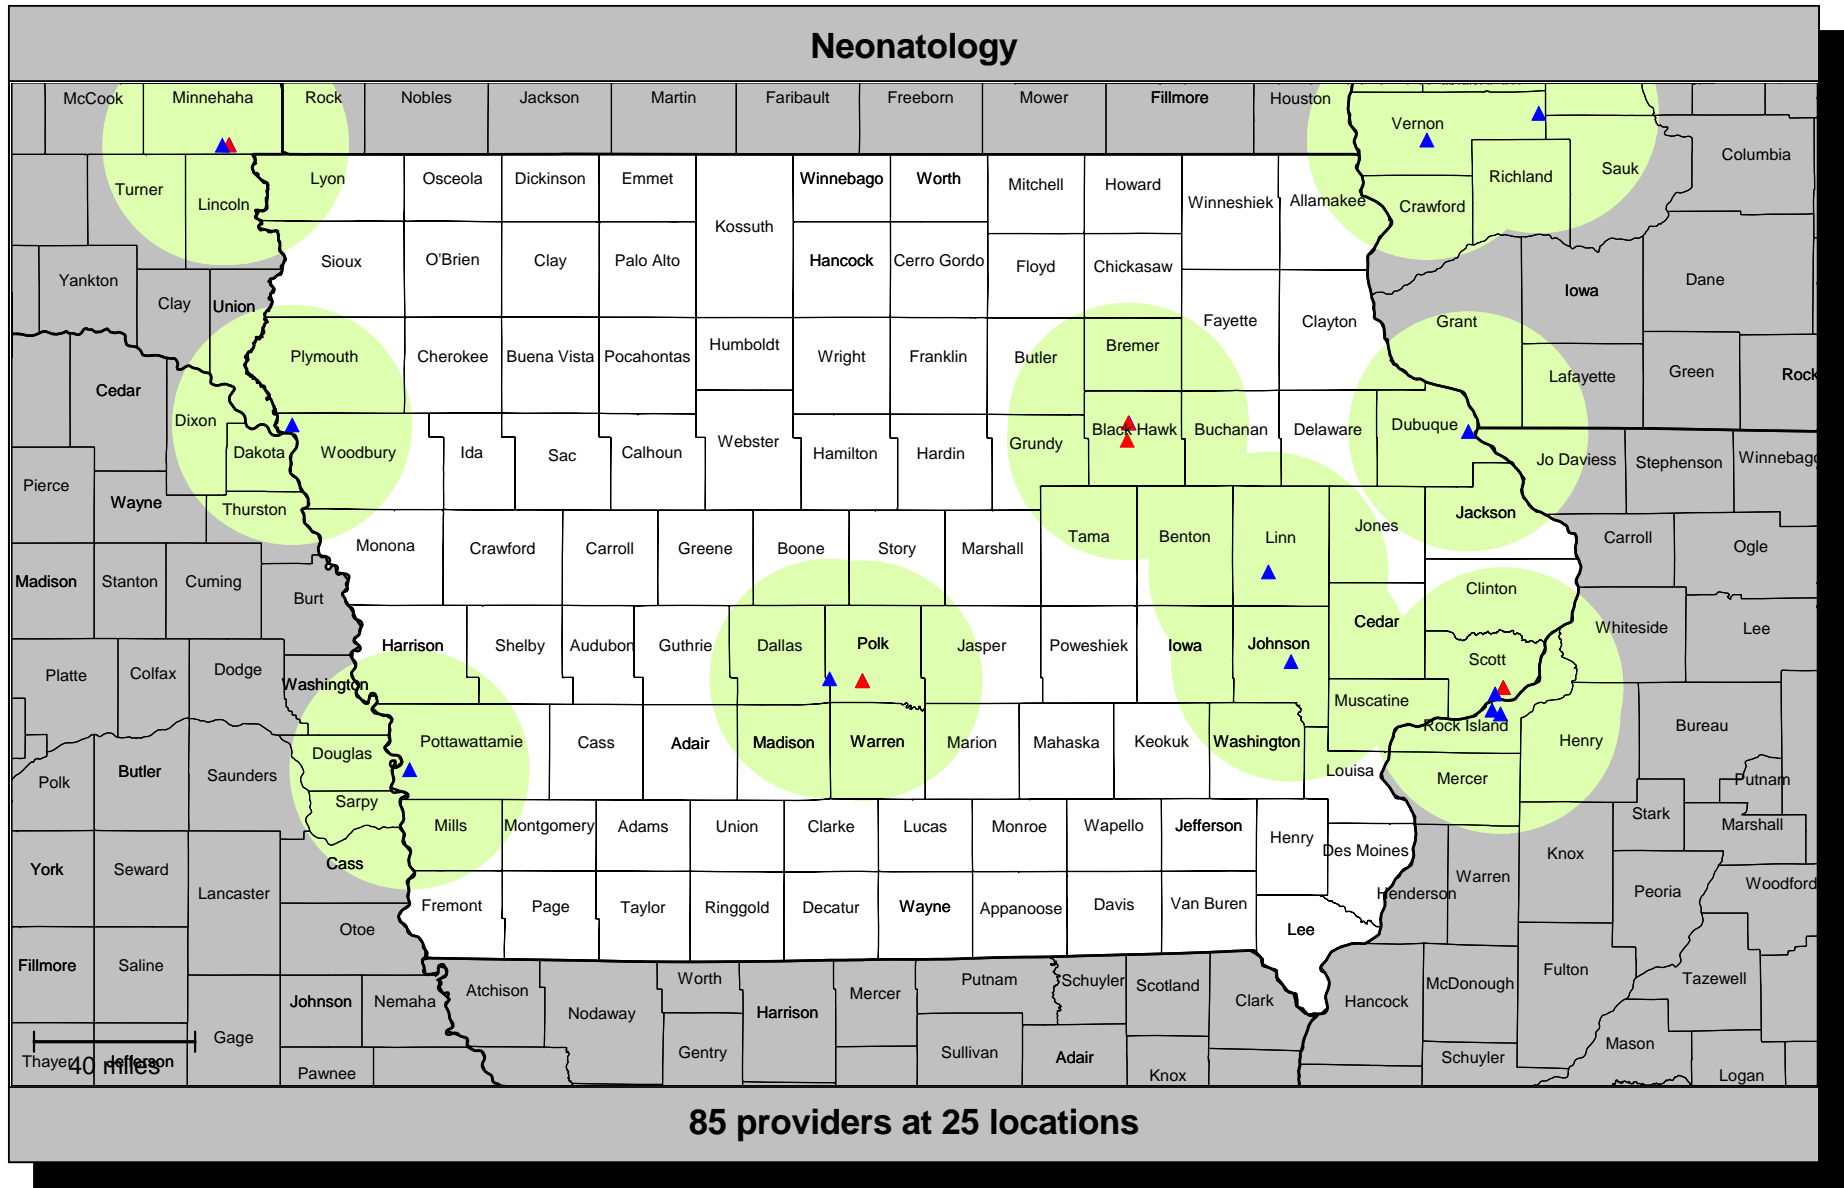 Neonatology
McCook Minnehaha Rock Nobles Jackson Martin Faribault Freeborn Mower Fillmore Houston
Vernon
Columbia
Turner Lyon Osceola Dickinson Emmet Winnebago Worth Mitchell Howard Richland Sauk
Lincoln Winneshiek Allamakee Crawford
Kossuth
Yankton Sioux O'Brien Clay Palo Alto Hancock Cerro Gordo Floyd Chickasaw Dane
Clay Union Iowa
Fayette Clayton Grant
Plymouth Cherokee Buena Vista Pocahontas Humboldt Wright Franklin Butler Bremer
Cedar Lafayette Green Rock
Dixon Black Hawk Buchanan Delaware Dubuque
Dakota Woodbury Ida Sac Calhoun Webster Hamilton Hardin Grundy Jo Daviess Stephenson Winnebago
Pierce Wayne Thurston Jackson
Monona Crawford Carroll Greene Boone Story Marshall Tama Benton Linn Jones Carroll Ogle
Madison Stanton Cuming Burt Clinton
Harrison Shelby Audubon Guthrie Dallas Polk Jasper Poweshiek Iowa Johnson Cedar Whiteside Lee
Platte Colfax Dodge Washington Scott
Muscatine Rock Island Bureau
Douglas Pottawattamie Cass Adair Madison Warren Marion Mahaska Keokuk Washington Henry
Polk Butler Saunders Louisa Mercer Putnam
Sarpy Mills Montgomery Adams Union Clarke Lucas Monroe Wapello Jefferson Henry Stark Marshall
York Seward Cass Des Moines Knox
Lancaster Henderson Warren Peoria Woodford
Fremont Page Taylor Ringgold Decatur Wayne Appanoose Davis Van Buren
Otoe Lee
Fillmore Saline Worth Putnam Schuyler Scotland McDonough Fulton Tazewell
Johnson Nemaha Atchison Nodaway Harrison Mercer Clark Hancock
Gage Gentry Sullivan Adair Schuyler Mason
Thayer Jefferson
40 miles
Pawnee Knox Logan
85 providers at 25 locations